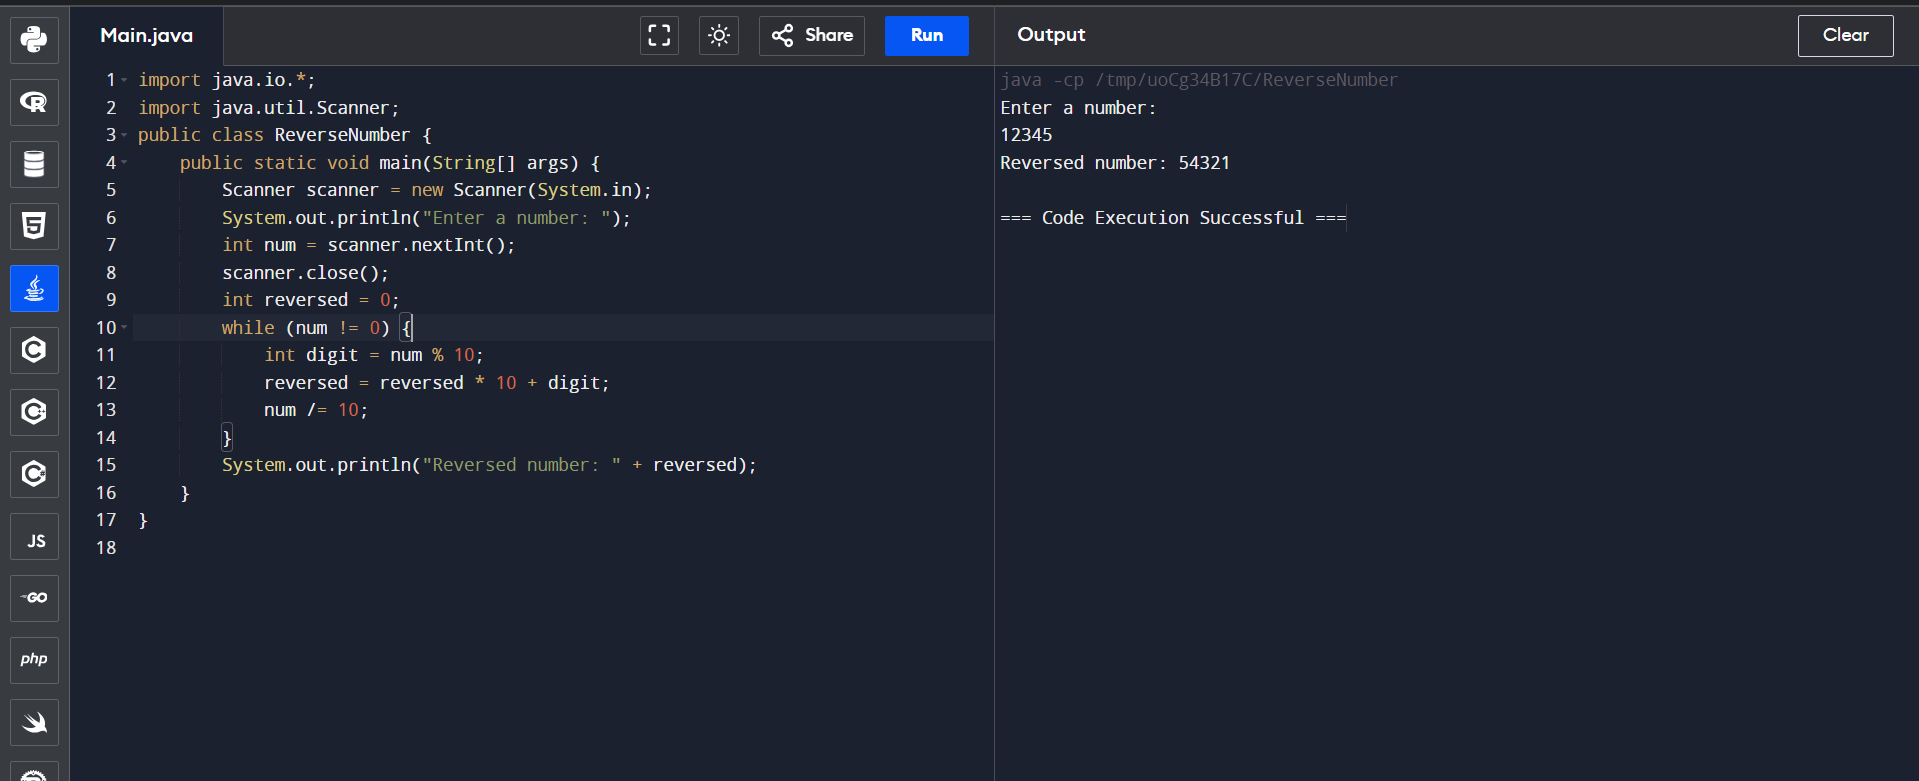 Main.java
Share
Run
Output
Clear
1 import java.io.*;
2 import java.util.Scanner;
3 public class ReverseNumber {
4     public static void main(String[] args) {
5         Scanner scanner = new Scanner(System.in);
6         System.out.println("Enter a number: ");
7         int num = scanner.nextInt();
8         scanner.close();
9         int reversed = 0;
10         while (num != 0) {
11             int digit = num % 10;
12             reversed = reversed * 10 + digit;
13             num /= 10;
14         }
15         System.out.println("Reversed number: " + reversed);
16     }
17 }
18
java -cp /tmp/uoCg34B17C/ReverseNumber
Enter a number:
12345
Reversed number: 54321
=== Code Execution Successful ===
R
5
C
C++
C#
JS
GO
php